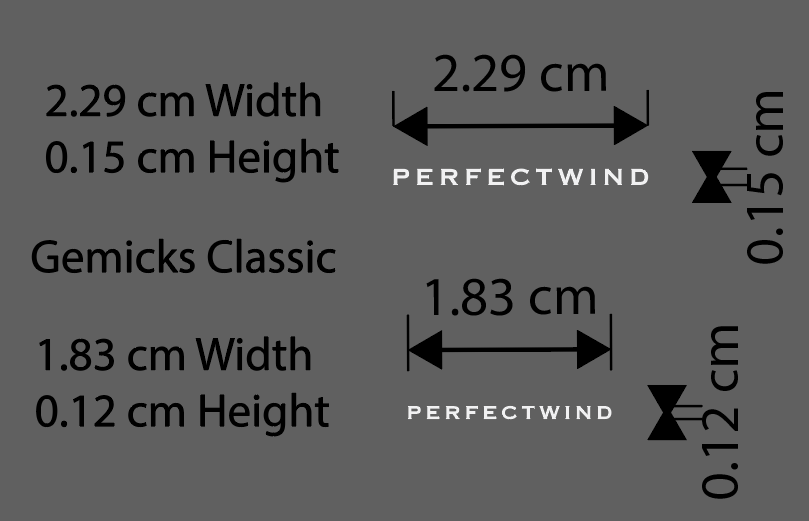 2.29 cm Width
0.15 cm Height
2.29 cm
PERFECTWIND
0.15 cm
Gemicks Classic
1.83 cm Width
0.12 cm Height
1.83 cm
PERFECTWIND
0.12 cm